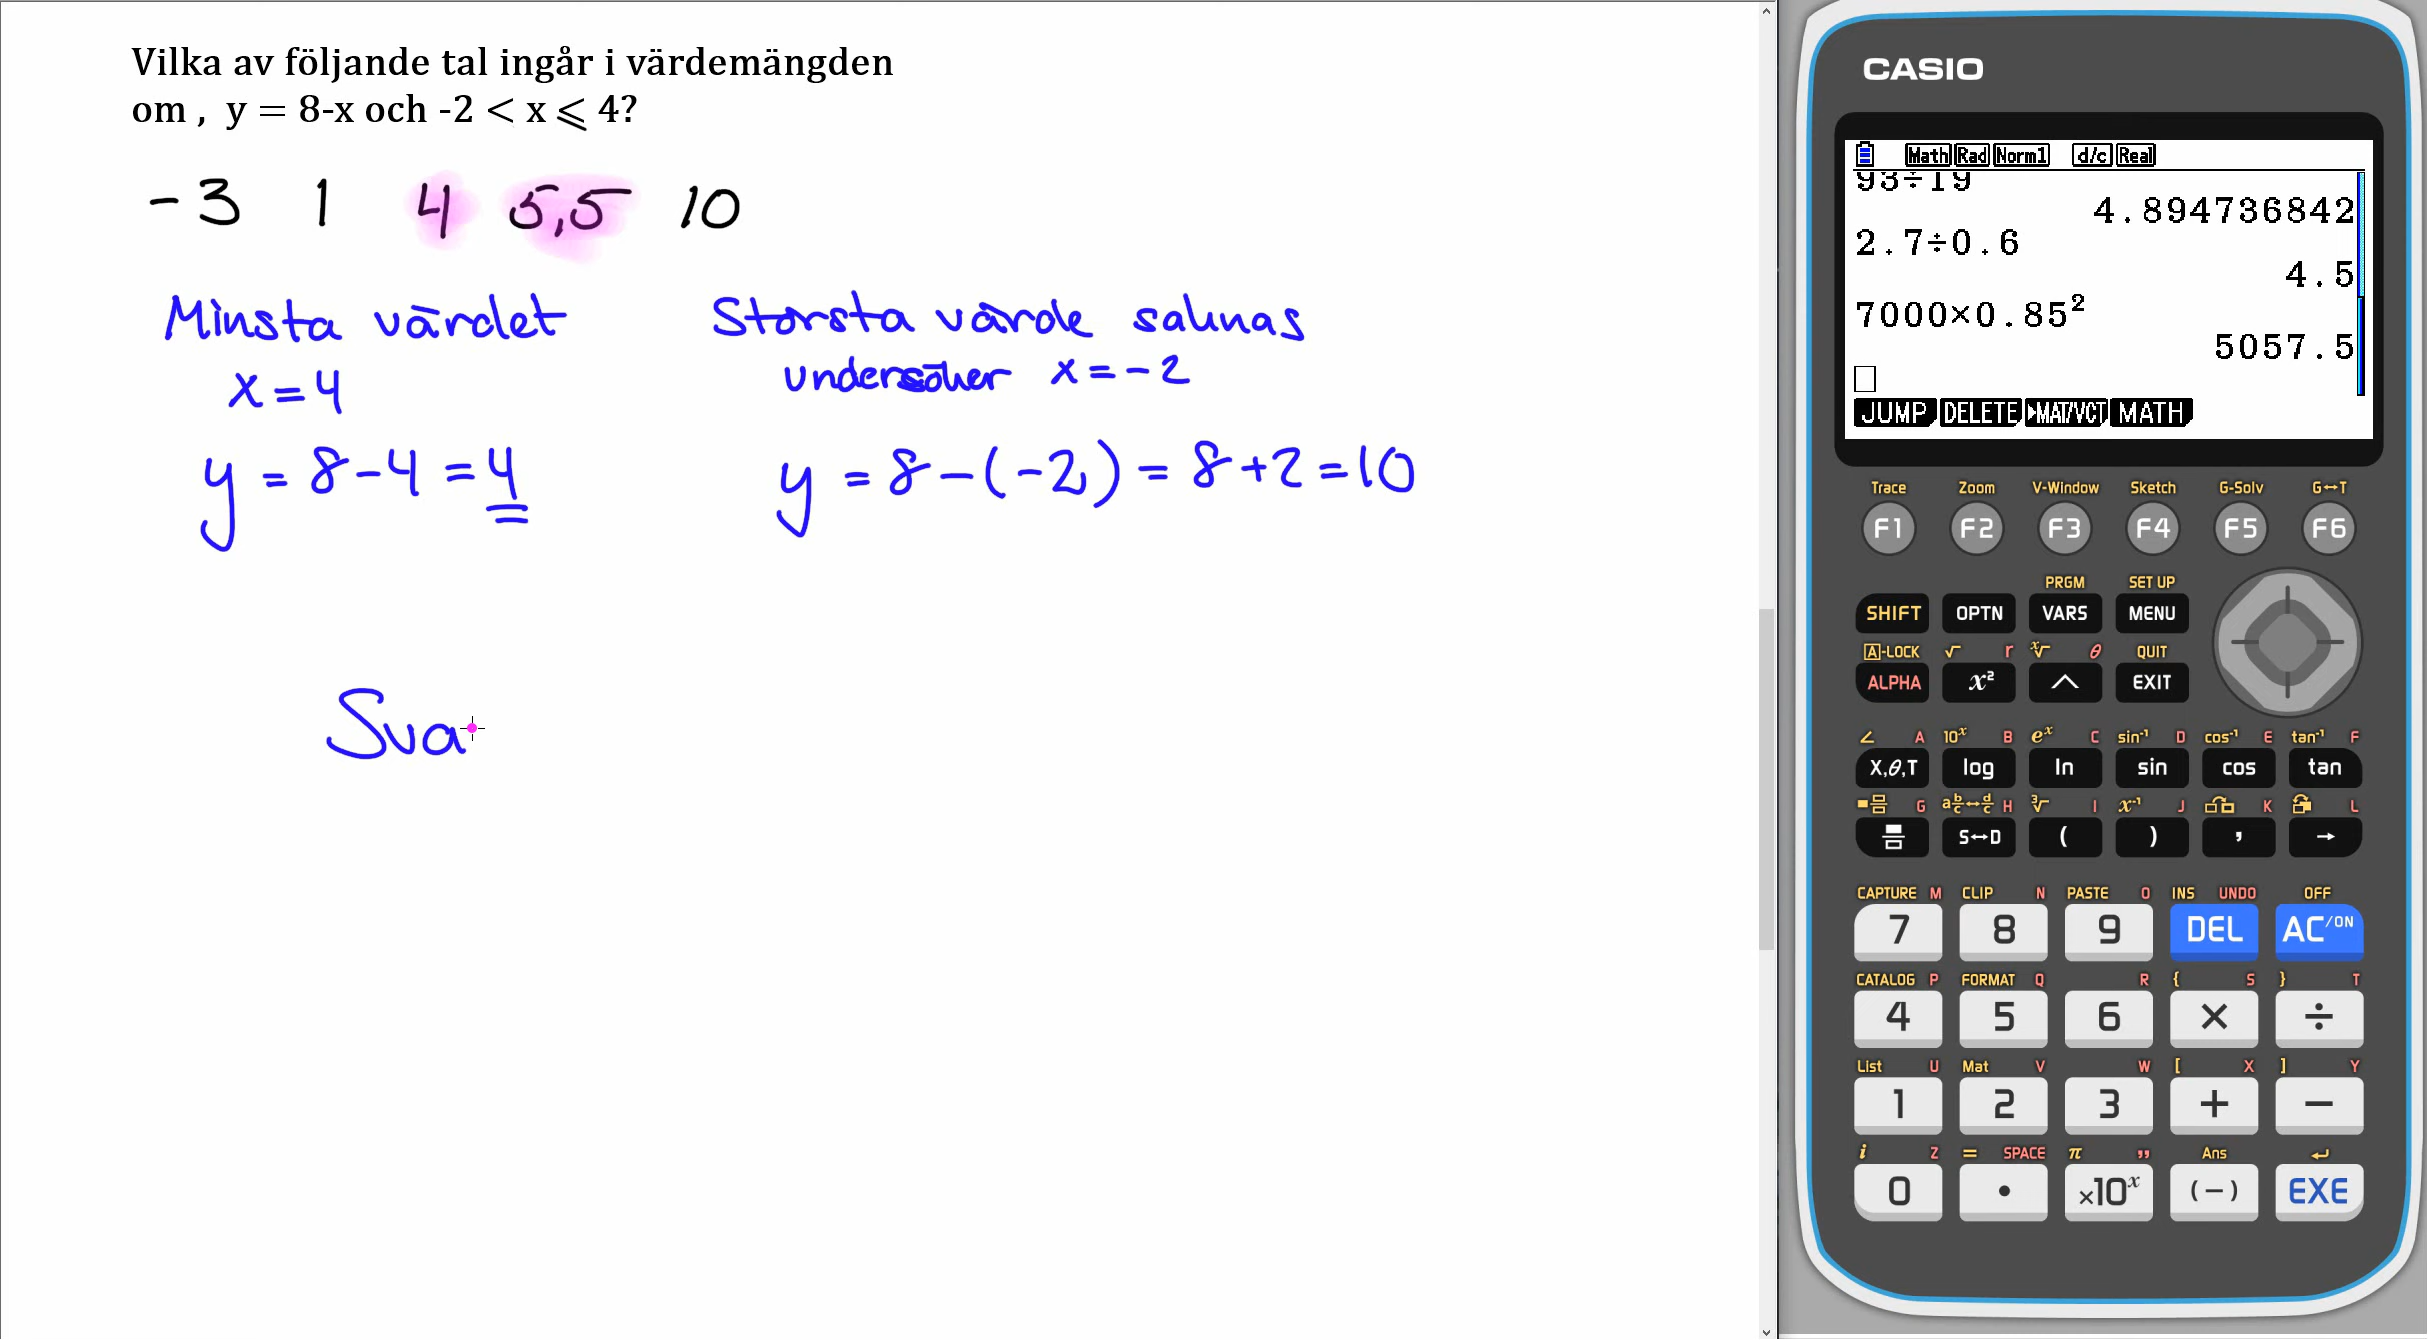 Vilka av följande tal ingår i värdemängden
om , y = 8-x och -2 < x ⩽ 4?
-3 1 4 5,5 10
Minsta värdet
x = 4
y = 8-4 = 4
Största värde saknas
undersöker x = -2
y = 8-(-2) = 8+2 = 10
Sva
CASIO
Math Rad Norm1 d/c Real
93÷19
4.894736842
2.7÷0.6
4.5
7000×0.85²
5057.5
JUMP DELETE ▶MAT/VCT MATH
Trace Zoom V-Window Sketch G-Solv G↔T
F1 F2 F3 F4 F5 F6
PRGM SET UP
SHIFT OPTN VARS MENU
A-LOCK √ r ˣ√ θ QUIT
ALPHA x² ^ EXIT
∠ A 10ˣ B eˣ C sin⁻¹ D cos⁻¹ E tan⁻¹ F
X,θ,T log ln sin cos tan
G a b/c↔d/c H ³√ I x⁻¹ J K L
S↔D ( ) , →
CAPTURE M CLIP N PASTE O INS UNDO OFF
7 8 9 DEL AC/ON
CATALOG P FORMAT Q R { S } T
4 5 6 × ÷
List U Mat V W [ X ] Y
1 2 3 + −
i Z = SPACE π ” Ans ↵
0 • ×10ˣ (−) EXE